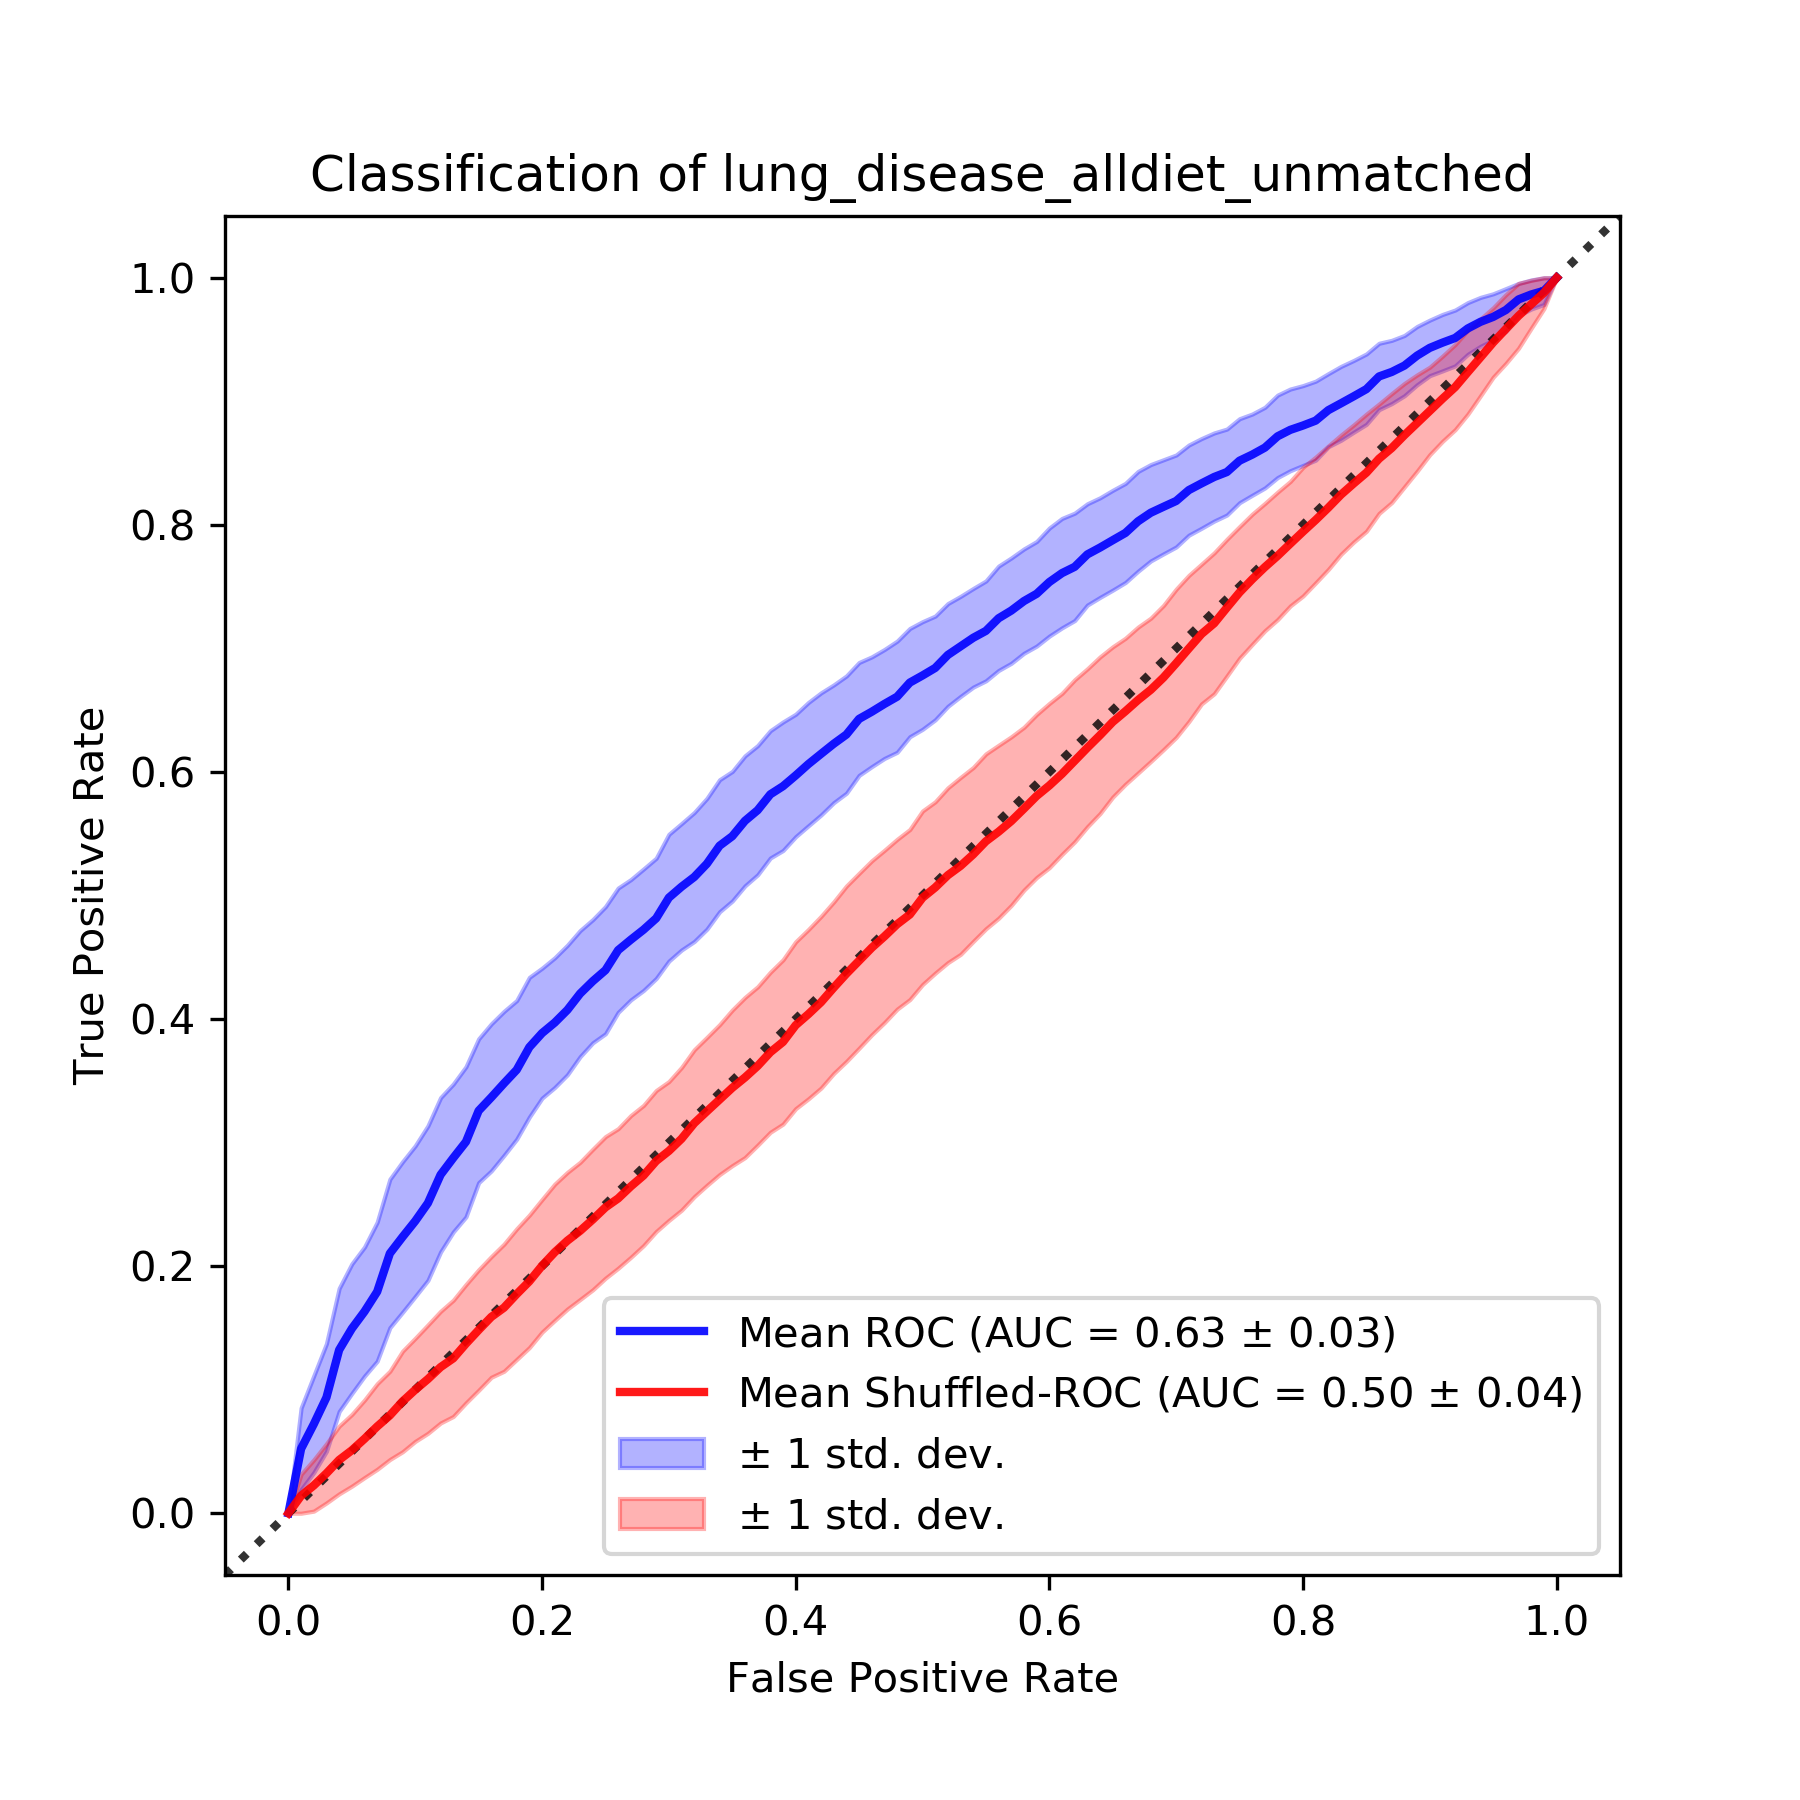 Classification of lung_disease_alldiet_unmatched
1.0
0.8
0.6
0.4
0.2
0.0
True Positive Rate
Mean ROC (AUC = 0.63 ± 0.03)
Mean Shuffled-ROC (AUC = 0.50 ± 0.04)
± 1 std. dev.
± 1 std. dev.
0.0 0.2 0.4 0.6 0.8 1.0
False Positive Rate